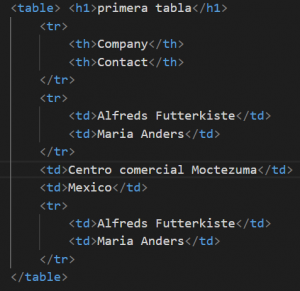 <table> <h1>primera tabla</h1>
<tr>
<th>Company</th>
<th>Contact</th>
</tr>
<tr>
<td>Alfreds Futterkiste</td>
<td>Maria Anders</td>
</tr>
<td>Centro comercial Moctezuma</td>
<td>Mexico</td>
<tr>
<td>Alfreds Futterkiste</td>
<td>Maria Anders</td>
</tr>
</table>